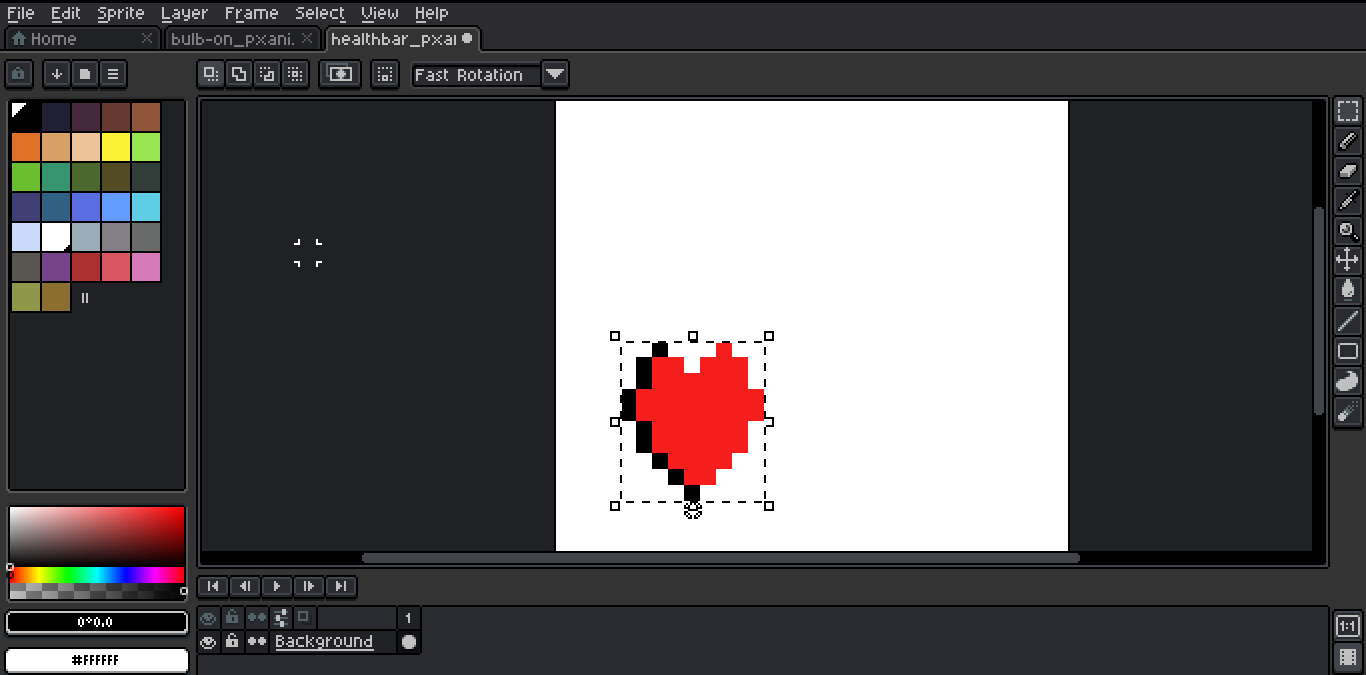 File Edit Sprite Layer Frame Select View Help
Home bulb-on_pxani. healthbar_pxar
Fast Rotation
0°0,0
#FFFFFF
1
Background
1:1